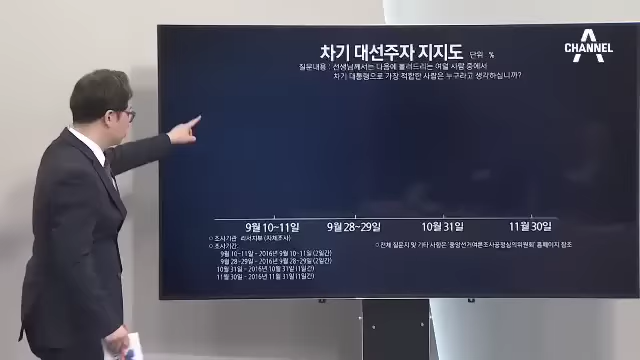 CHANNEL A
차기 대선주자 지지도 단위 %
질문내용 : 선생님께서는 다음에 불러드리는 여덟 사람 중에서
차기 대통령으로 가장 적합한 사람은 누구라고 생각하십니까?
9월 10~11일 9월 28~29일 10월 31일 11월 30일
○ 조사기관: 리서치뷰 (자체조사)
○ 조사기간:
9월 10~11일 - 2016년 9월 10~11일 (2일간)
9월 28~29일 - 2016년 9월 28~29일 (2일간)
10월 31일 - 2016년 10월 31일 (1일간)
11월 30일 - 2016년 11월 31일 (1일간)
○ 전체 질문지 및 기타 사항은 '중앙선거여론조사공정심의위원회' 홈페이지 참조